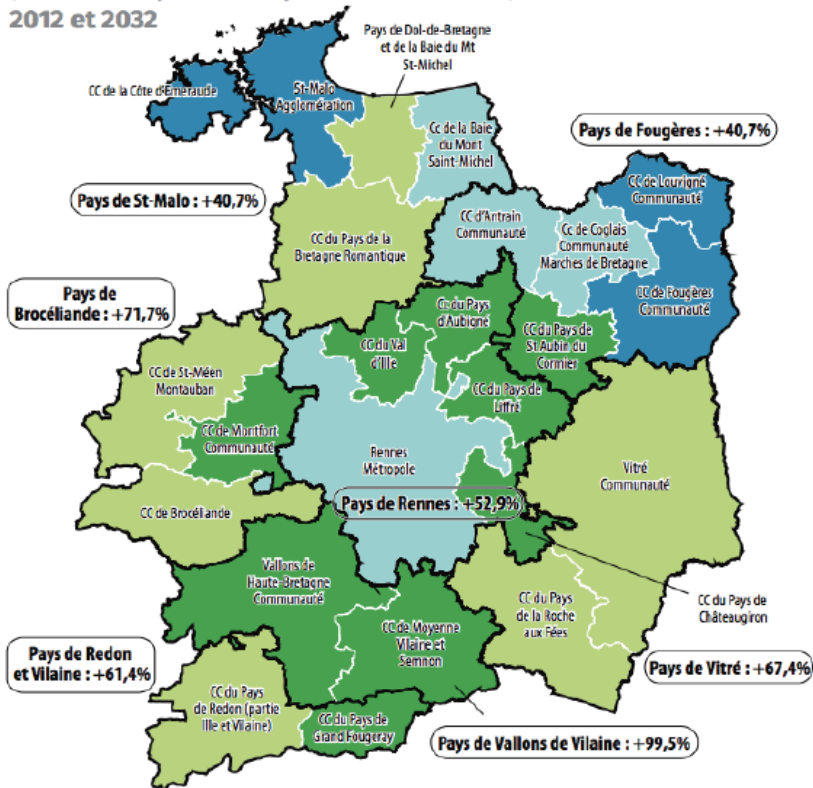 2012 et 2032
Pays de Dol-de-Bretagne
et de la Baie du Mt
St-Michel
CC de la Côte d'Emeraude
St-Malo
Agglomération
Cc de la Baie
du Mont
Saint-Michel
Pays de Fougères : +40,7%
CC de Louvigné
Communauté
Pays de St-Malo : +40,7%
CC d'Antrain
Communauté
Cc de Coglais
Communauté
Marches de Bretagne
CC du Pays de la
Bretagne Romantique
CC de Fougères
Communauté
Pays de
Brocéliande : +71,7%
Cc du Pays
d'Aubigné
CC du Val
d'Ille
CC du Pays de
St Aubin du
Cormier
CC de St-Méen
Montauban
CC du Pays de
Liffré
CC de Montfort
Communauté
Rennes
Métropole
Vitré
Communauté
Pays de Rennes : +52,9%
CC de Brocéliande
Vallons de
Haute-Bretagne
Communauté
CC du Pays
de la Roche
aux Fées
CC du Pays de
Châteaugiron
CC de Moyenne
Vilaine et
Semnon
Pays de Redon
et Vilaine : +61,4%
Pays de Vitré : +67,4%
CC du Pays
de Redon (partie
Ille et Vilaine)
CC du Pays de
Grand Fougeray
Pays de Vallons de Vilaine : +99,5%